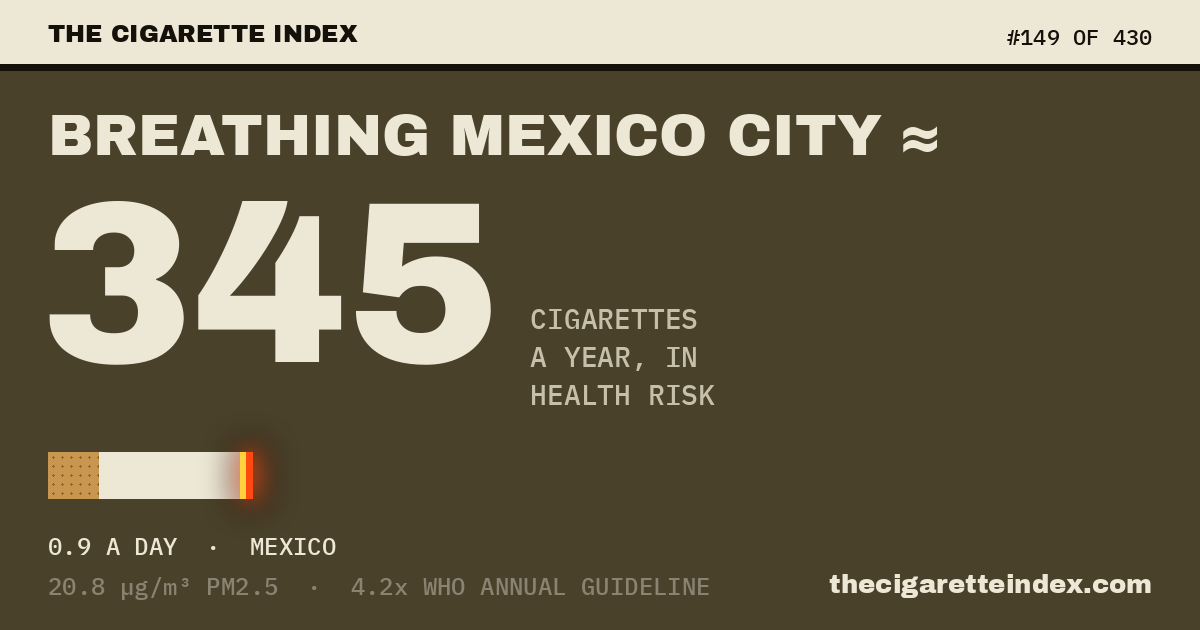 THE CIGARETTE INDEX
#149 OF 430
BREATHING MEXICO CITY ≈
345
CIGARETTES
A YEAR, IN
HEALTH RISK
0.9 A DAY · MEXICO
20.8 µg/m³ PM2.5 · 4.2x WHO ANNUAL GUIDELINE
thecigaretteindex.com